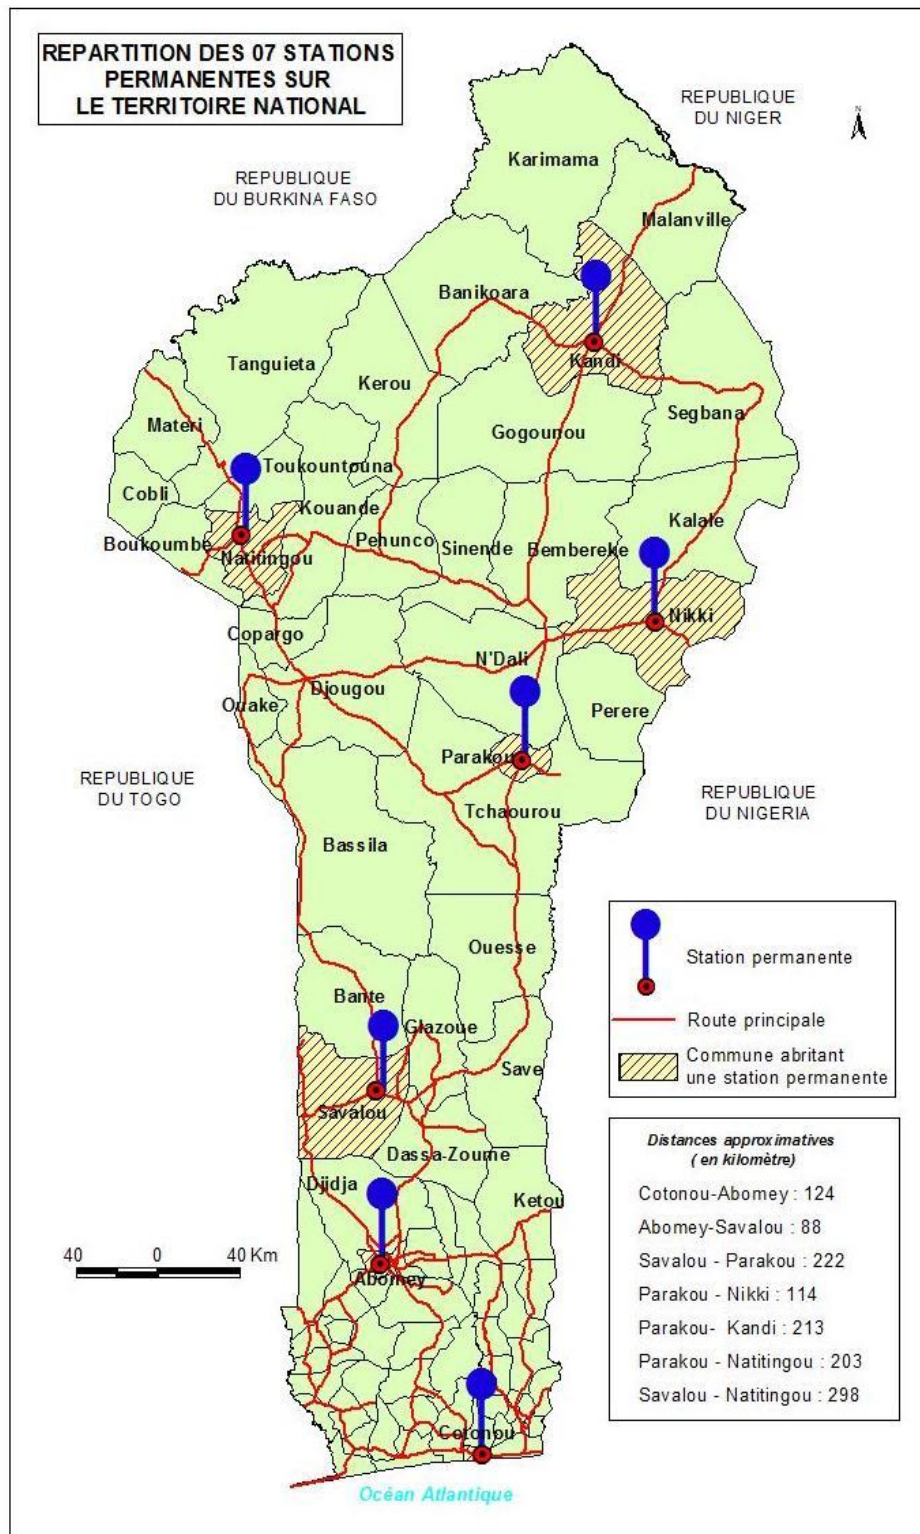 REPARTITION DES 07 STATIONS
PERMANENTES SUR
LE TERRITOIRE NATIONAL
REPUBLIQUE
DU NIGER
N
REPUBLIQUE
DU BURKINA FASO
Karimama
Malanville
Banikoara
Tanguieta
Kerou
Kandi
Segbana
Materi
Gogounou
Toukountouna
Cobli
Kouande
Kalale
Boukoumbe
Natitingou
Pehunco
Sinende
Bembereke
Nikki
Copargo
N'Dali
Djougou
Ouake
Perere
Parakou
REPUBLIQUE
DU TOGO
REPUBLIQUE
DU NIGERIA
Tchaourou
Bassila
Ouesse
Station permanente
Bante
Glazoue
Route principale
Save
Commune abritant
une station permanente
Savalou
Dassa-Zoume
Djidja
Ketou
Distances approximatives
( en kilomètre)
Cotonou-Abomey : 124
Abomey-Savalou : 88
Savalou - Parakou : 222
Parakou - Nikki : 114
Parakou- Kandi : 213
Parakou - Natitingou : 203
Savalou - Natitingou : 298
40 0 40 Km
Abomey
Cotonou
Océan Atlantique